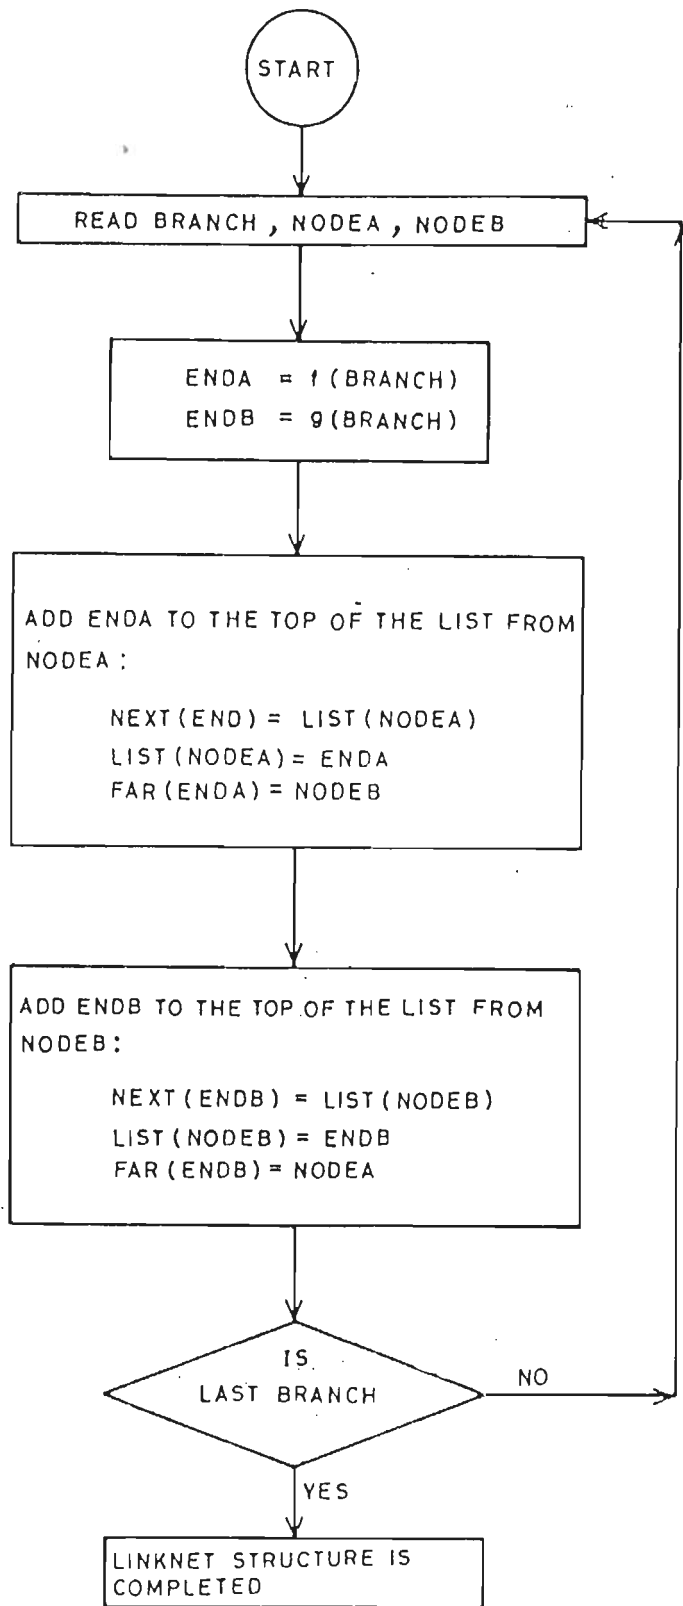 START
READ BRANCH, NODEA, NODEB
ENDA = f(BRANCH)
ENDB = g(BRANCH)
ADD ENDA TO THE TOP OF THE LIST FROM
NODEA:
NEXT(END) = LIST(NODEA)
LIST(NODEA) = ENDA
FAR(ENDA) = NODEB
ADD ENDB TO THE TOP OF THE LIST FROM
NODEB:
NEXT(ENDB) = LIST(NODEB)
LIST(NODEB) = ENDB
FAR(ENDB) = NODEA
IS
LAST BRANCH
NO
YES
LINKNET STRUCTURE IS
COMPLETED